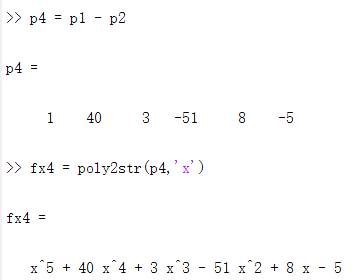 >> p4 = p1 - p2
p4 =
1 40 3 -51 8 -5
>> fx4 = poly2str(p4,'x')
fx4 =
x^5 + 40 x^4 + 3 x^3 - 51 x^2 + 8 x - 5